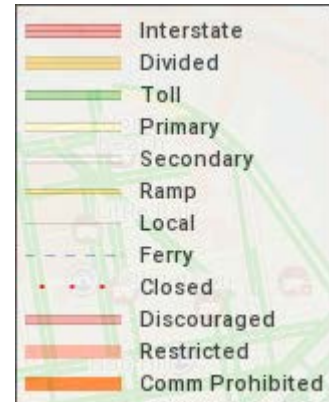 Interstate
Divided
Toll
Primary
Secondary
Ramp
Local
Ferry
Closed
Discouraged
Restricted
Comm Prohibited